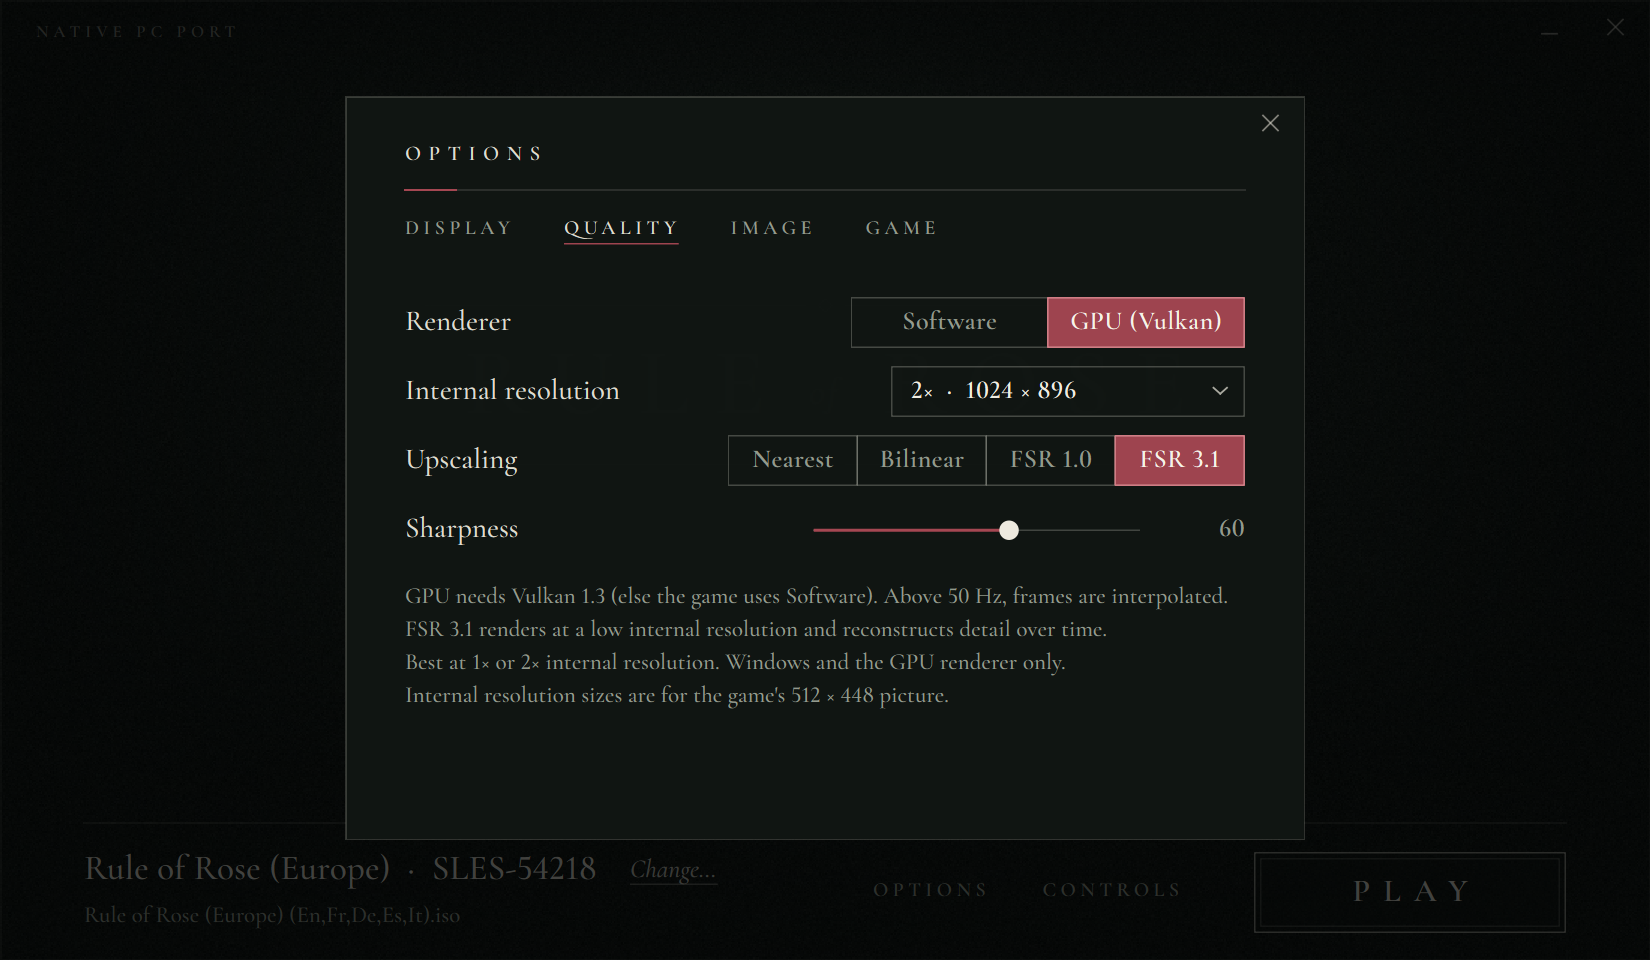 NATIVE PC PORT
OPTIONS
DISPLAY QUALITY IMAGE GAME
Renderer Software GPU (Vulkan)
Internal resolution 2× · 1024 × 896
Upscaling Nearest Bilinear FSR 1.0 FSR 3.1
Sharpness 60
GPU needs Vulkan 1.3 (else the game uses Software). Above 50 Hz, frames are interpolated.
FSR 3.1 renders at a low internal resolution and reconstructs detail over time.
Best at 1× or 2× internal resolution. Windows and the GPU renderer only.
Internal resolution sizes are for the game's 512 × 448 picture.
Rule of Rose (Europe) · SLES-54218 Change...
Rule of Rose (Europe) (En,Fr,De,Es,It).iso
OPTIONS CONTROLS PLAY